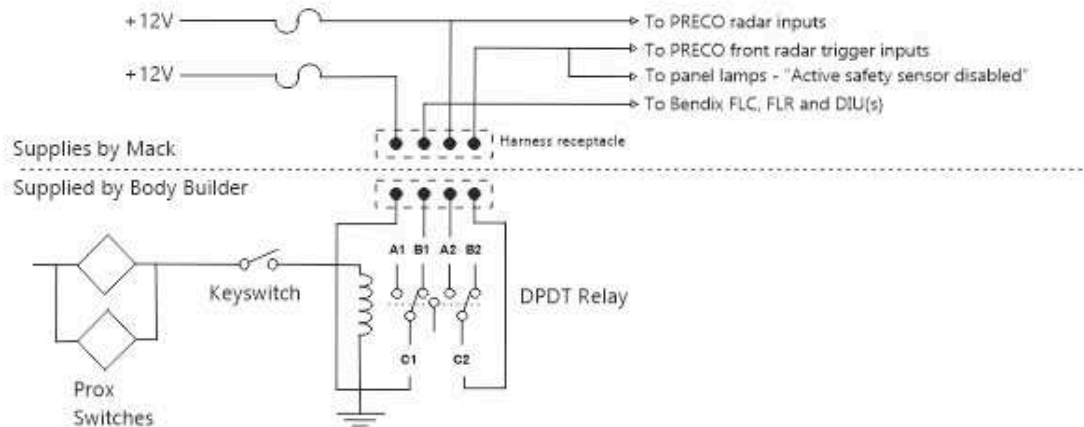 +12V
To PRECO radar inputs
To PRECO front radar trigger inputs
+12V
To panel lamps - "Active safety sensor disabled"
To Bendix FLC, FLR and DIU(s)
Harness receptacle
Supplies by Mack
Supplied by Body Builder
A1 B1 A2 B2
Keyswitch
DPDT Relay
C1 C2
Prox
Switches